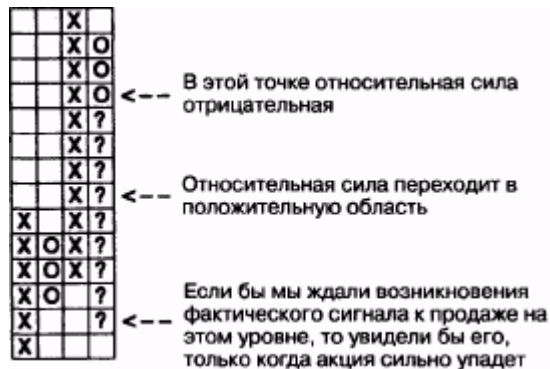 X
X O
X O
X O <--
В этой точке относительная сила
отрицательная
X ?
X ?
X ?
X ? <--
Относительная сила переходит в
положительную область
X X ?
X O X ?
X O X ?
X O ?
X ? <--
X
Если бы мы ждали возникновения
фактического сигнала к продаже на
этом уровне, то увидели бы его,
только когда акция сильно упадет